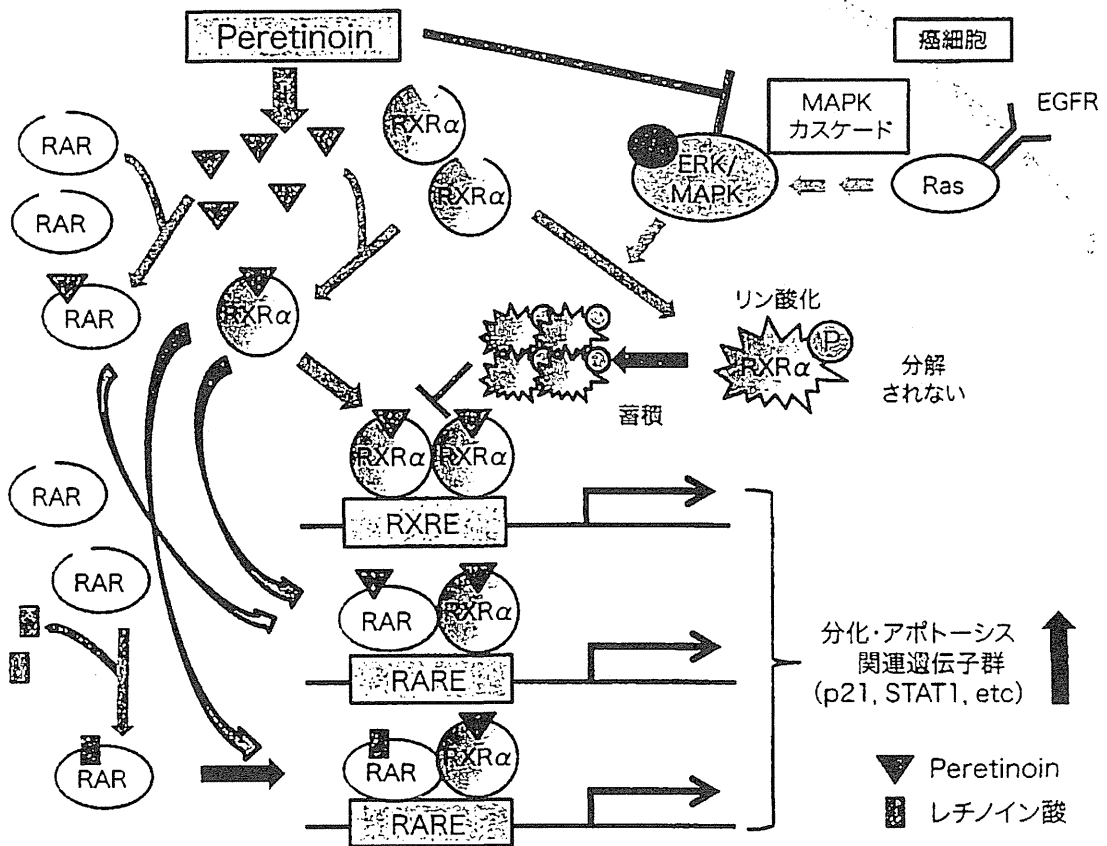 Peretinoin
癌細胞
MAPK
カスケード
EGFR
RAR
RXRα
ERK/
MAPK
Ras
RXRα
RAR
RAR
RXRα
リン酸化
P
RXRα
分解
されない
蓄積
RXRα
RXRα
RXRE
RAR
RAR
RAR
RXRα
RARE
分化・アポトーシス
関連遺伝子群
(p21, STAT1, etc)
RAR
RAR
RXRα
RARE
Peretinoin
レチノイン酸